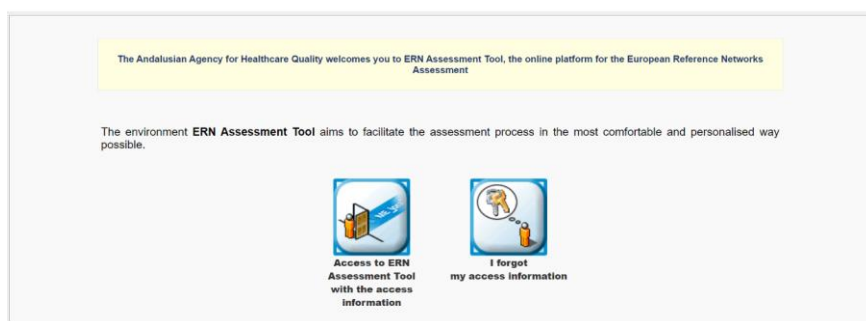 The Andalusian Agency for Healthcare Quality welcomes you to ERN Assessment Tool, the online platform for the European Reference Networks
Assessment
The environment ERN Assessment Tool aims to facilitate the assessment process in the most comfortable and personalised way
possible.
Access to ERN
Assessment Tool
with the access
information
I forgot
my access information